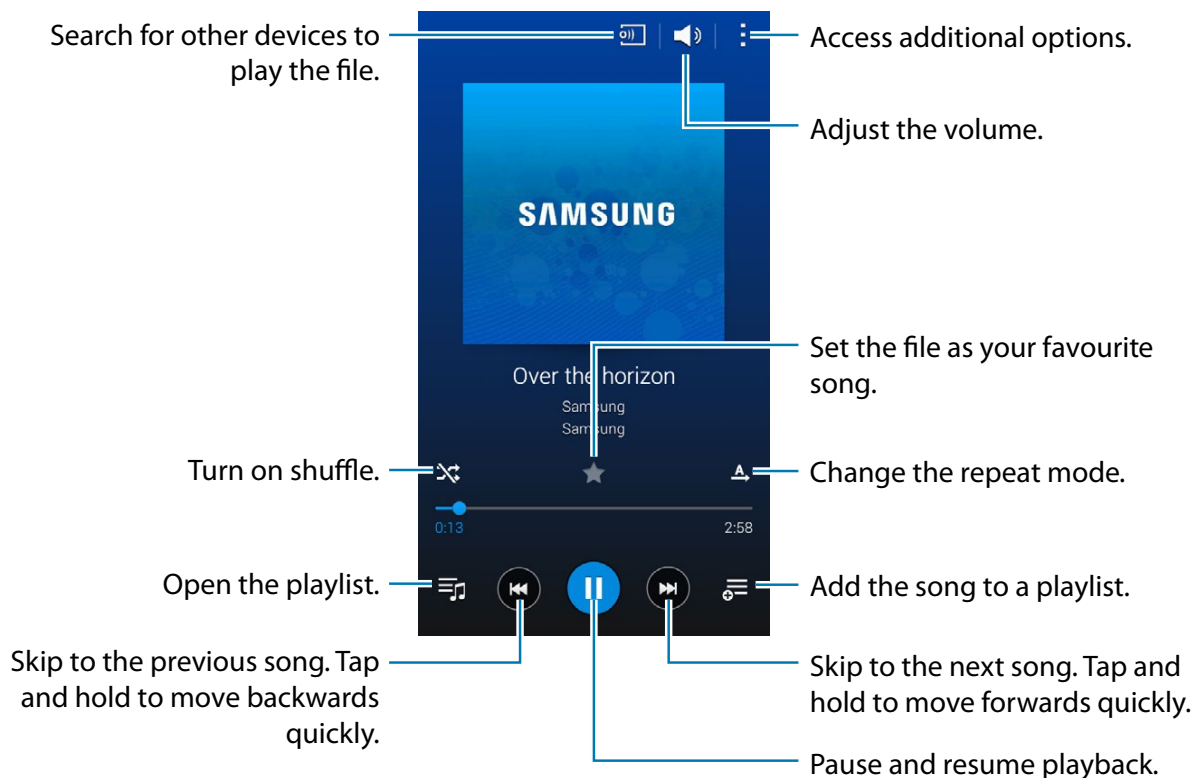 Search for other devices to
play the file.
Access additional options.
Adjust the volume.
SAMSUNG
Set the file as your favourite
song.
Over the horizon
Samsung
Samsung
Turn on shuffle.
A
Change the repeat mode.
0:13
2:58
Open the playlist.
Add the song to a playlist.
Skip to the previous song. Tap
and hold to move backwards
quickly.
Skip to the next song. Tap and
hold to move forwards quickly.
Pause and resume playback.